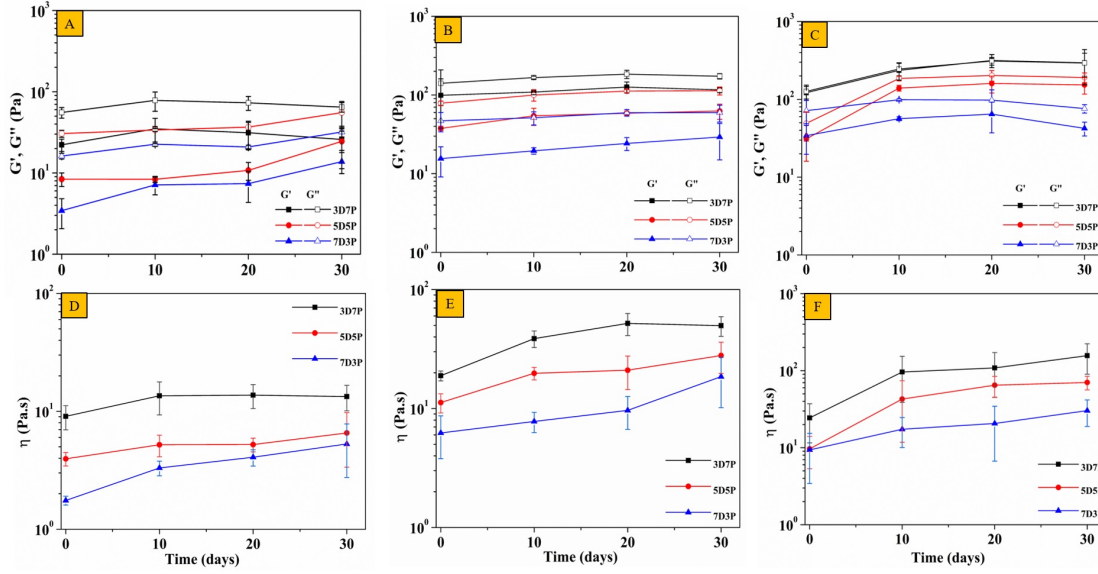 A
G', G'' (Pa)
10³
10²
10¹
10⁰
G' G''
3D7P
5D5P
7D3P
0 10 20 30
B
10³
10²
10¹
10⁰
G' G''
3D7P
5D5P
7D3P
0 10 20 30
C
G', G'' (Pa)
10³
10²
10¹
10⁰
G' G''
3D7P
5D5P
7D3P
0 10 20 30
D
η (Pa.s)
10²
10¹
10⁰
3D7P
5D5P
7D3P
0 10 20 30
Time (days)
E
η (Pa.s)
10²
10¹
10⁰
3D7P
5D5P
7D3P
0 10 20 30
Time (days)
F
η (Pa.s)
10³
10²
10¹
10⁰
3D7
5D5
7D3
0 10 20 30
Time (days)